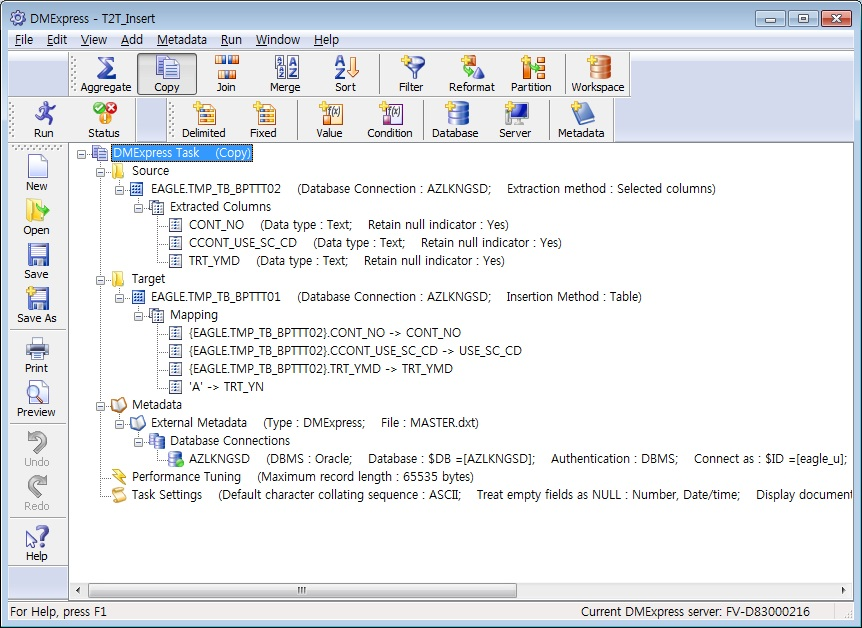 DMExpress - T2T_Insert
File Edit View Add Metadata Run Window Help
Aggregate Copy Join Merge Sort Filter Reformat Partition Workspace
Run Status Delimited Fixed Value Condition Database Server Metadata
New
Open
Save
Save As
Print
Preview
Undo
Redo
Help
DMExpress Task (Copy)
Source
EAGLE.TMP_TB_BPTTT02 (Database Connection : AZLKNGSD; Extraction method : Selected columns)
Extracted Columns
CONT_NO (Data type : Text; Retain null indicator : Yes)
CCONT_USE_SC_CD (Data type : Text; Retain null indicator : Yes)
TRT_YMD (Data type : Text; Retain null indicator : Yes)
Target
EAGLE.TMP_TB_BPTTT01 (Database Connection : AZLKNGSD; Insertion Method : Table)
Mapping
{EAGLE.TMP_TB_BPTTT02}.CONT_NO -> CONT_NO
{EAGLE.TMP_TB_BPTTT02}.CCONT_USE_SC_CD -> USE_SC_CD
{EAGLE.TMP_TB_BPTTT02}.TRT_YMD -> TRT_YMD
'A' -> TRT_YN
Metadata
External Metadata (Type : DMExpress; File : MASTER.dxt)
Database Connections
AZLKNGSD (DBMS : Oracle; Database : $DB =[AZLKNGSD]; Authentication : DBMS; Connect as : $ID =[eagle_u];
Performance Tuning (Maximum record length : 65535 bytes)
Task Settings (Default character collating sequence : ASCII; Treat empty fields as NULL : Number, Date/time; Display document
For Help, press F1
Current DMExpress server: FV-D83000216